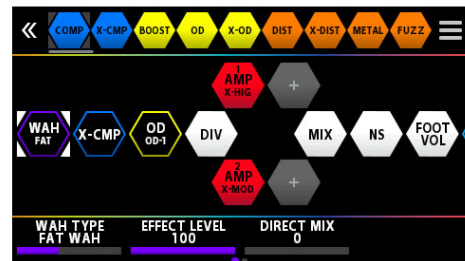 «
COMP
X-CMP
BOOST
OD
X-OD
DIST
X-DIST
METAL
FUZZ
1
AMP
X-HIG
+
WAH
FAT
X-CMP
OD
OD-1
DIV
MIX
NS
FOOT
VOL
2
AMP
X-MOD
+
WAH TYPE
FAT WAH
EFFECT LEVEL
100
DIRECT MIX
0